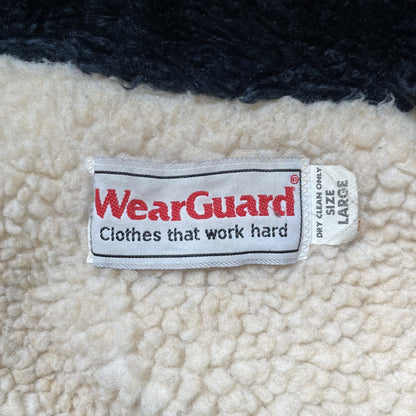 WearGuard®
Clothes that work hard
DRY CLEAN ONLY
SIZE
LARGE